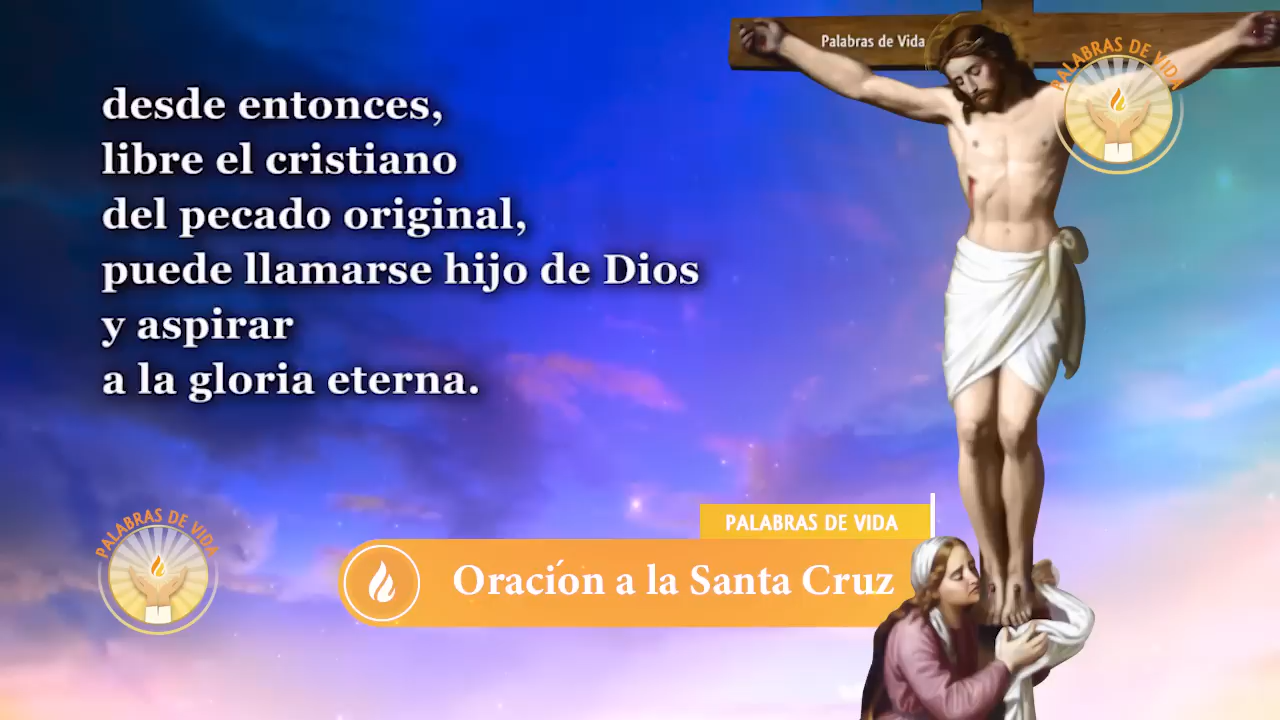 Palabras de Vida
PALABRAS DE VIDA
desde entonces,
libre el cristiano
del pecado original,
puede llamarse hijo de Dios
y aspirar
a la gloria eterna.
PALABRAS DE VIDA
PALABRAS DE VIDA
Oración a la Santa Cruz